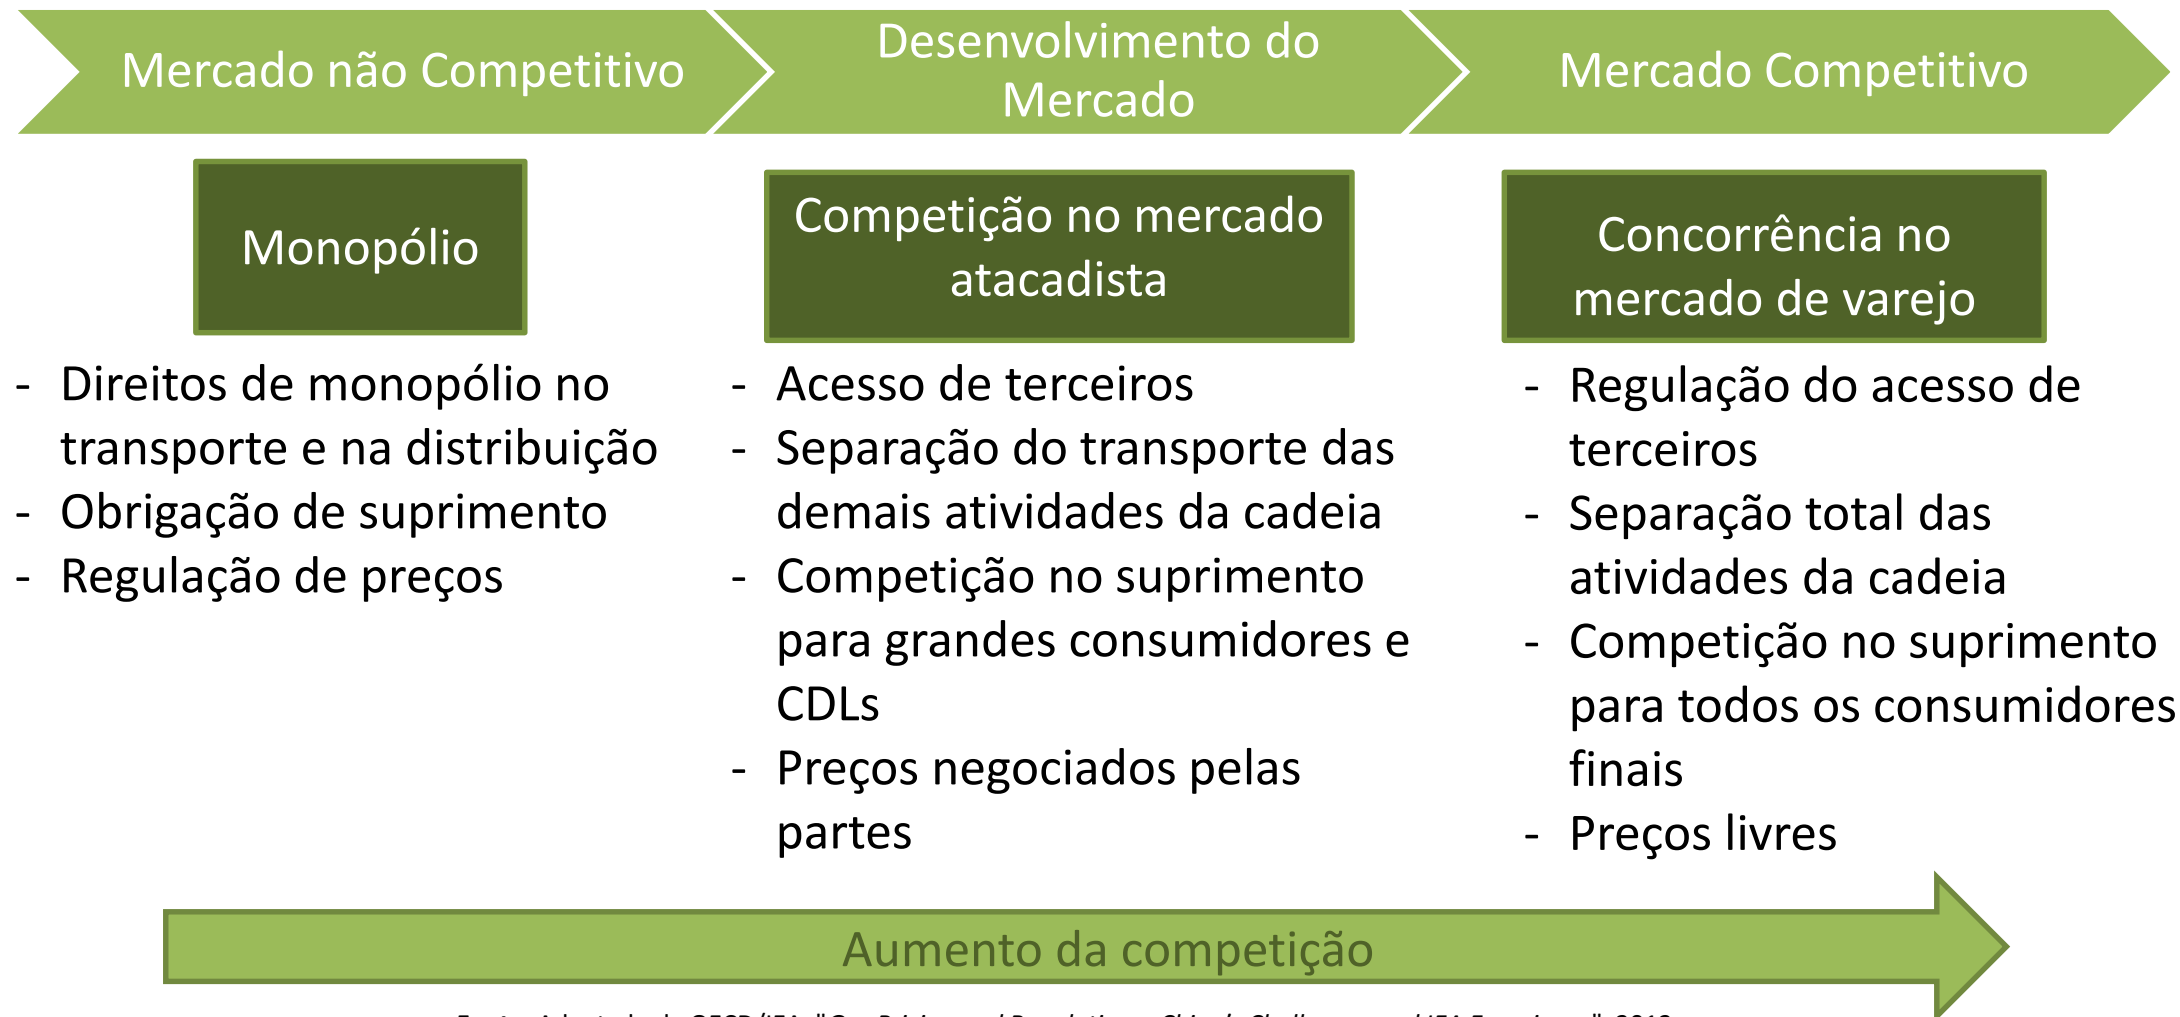 Mercado não Competitivo
Desenvolvimento do
Mercado
Mercado Competitivo
Monopólio
Competição no mercado
atacadista
Concorrência no
mercado de varejo
- Direitos de monopólio no
transporte e na distribuição
- Obrigação de suprimento
- Regulação de preços
- Acesso de terceiros
- Separação do transporte das
demais atividades da cadeia
- Competição no suprimento
para grandes consumidores e
CDLs
- Preços negociados pelas
partes
- Regulação do acesso de
terceiros
- Separação total das
atividades da cadeia
- Competição no suprimento
para todos os consumidores
finais
- Preços livres
Aumento da competição